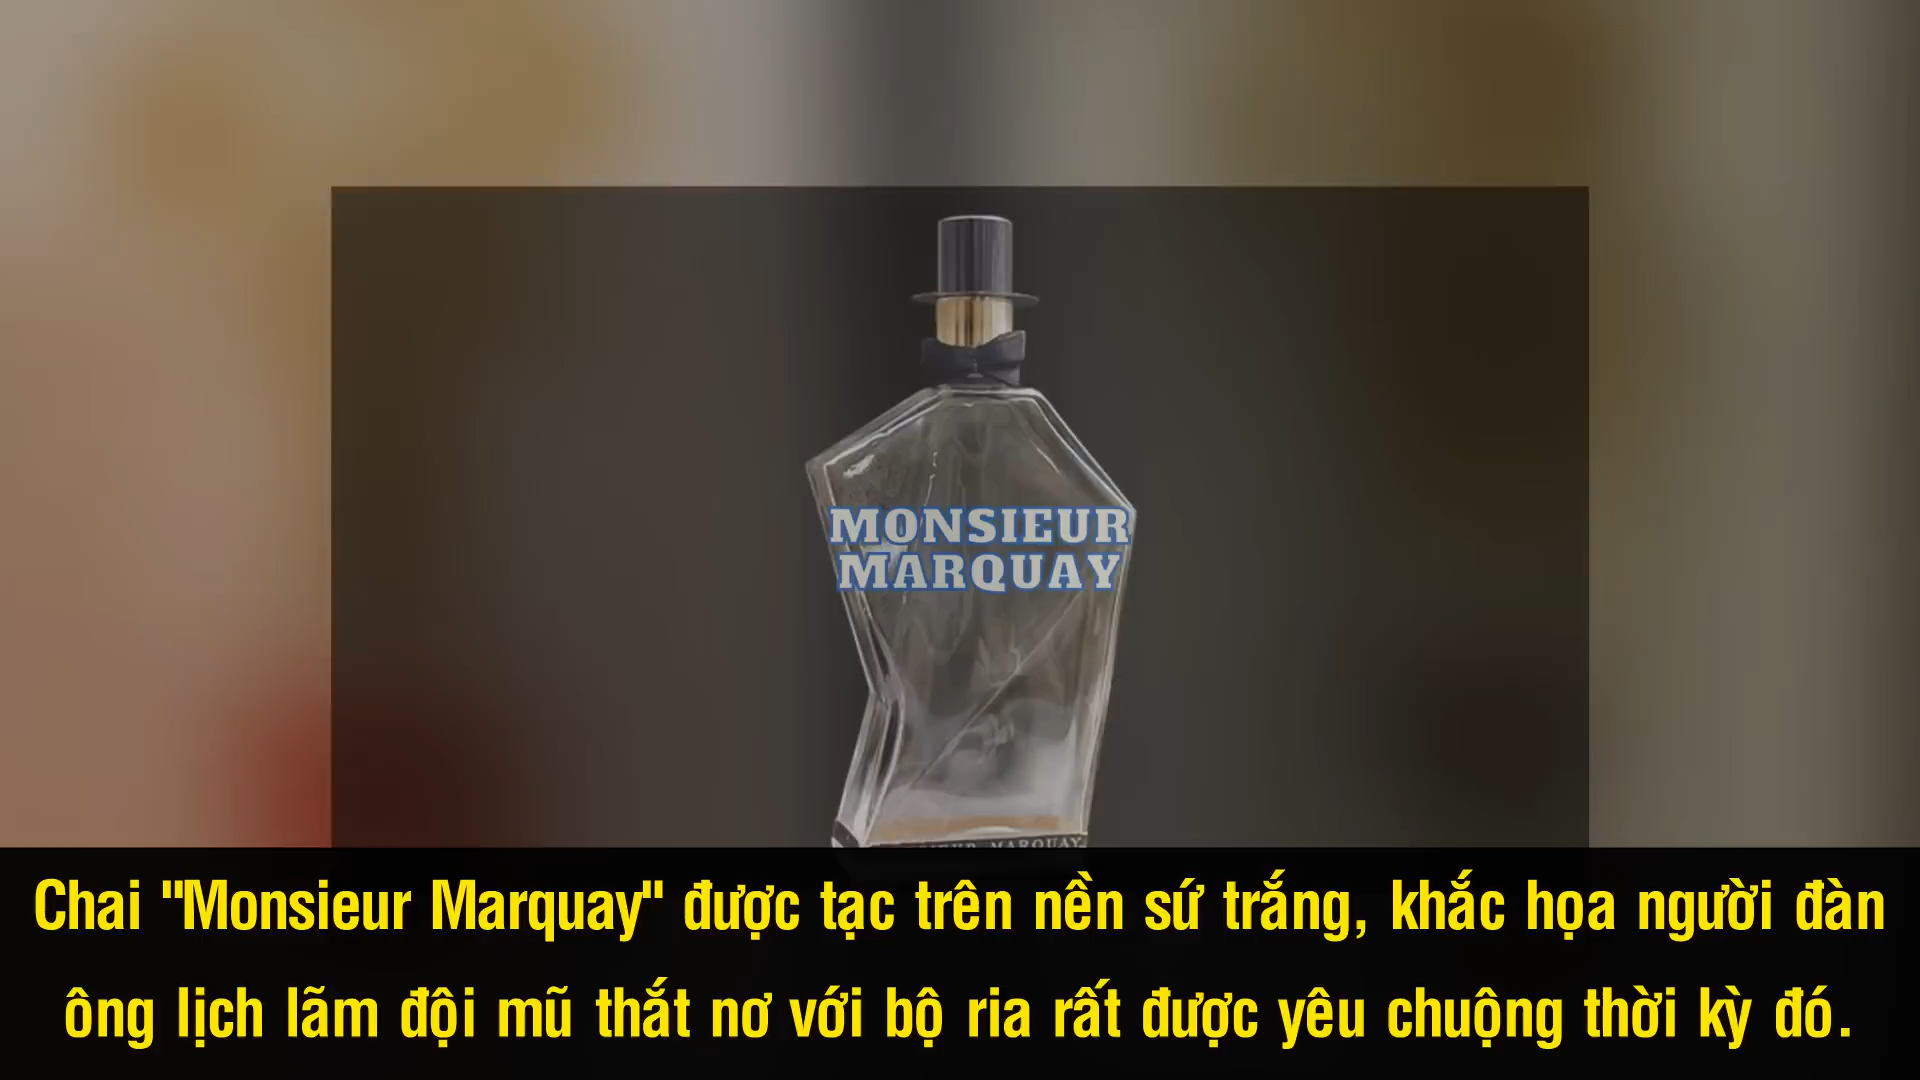 MONSIEUR
MARQUAY
MARQUAY
Chai "Monsieur Marquay" được tạc trên nền sứ trắng, khắc họa người đàn
ông lịch lãm đội mũ thắt nơ với bộ ria rất được yêu chuộng thời kỳ đó.